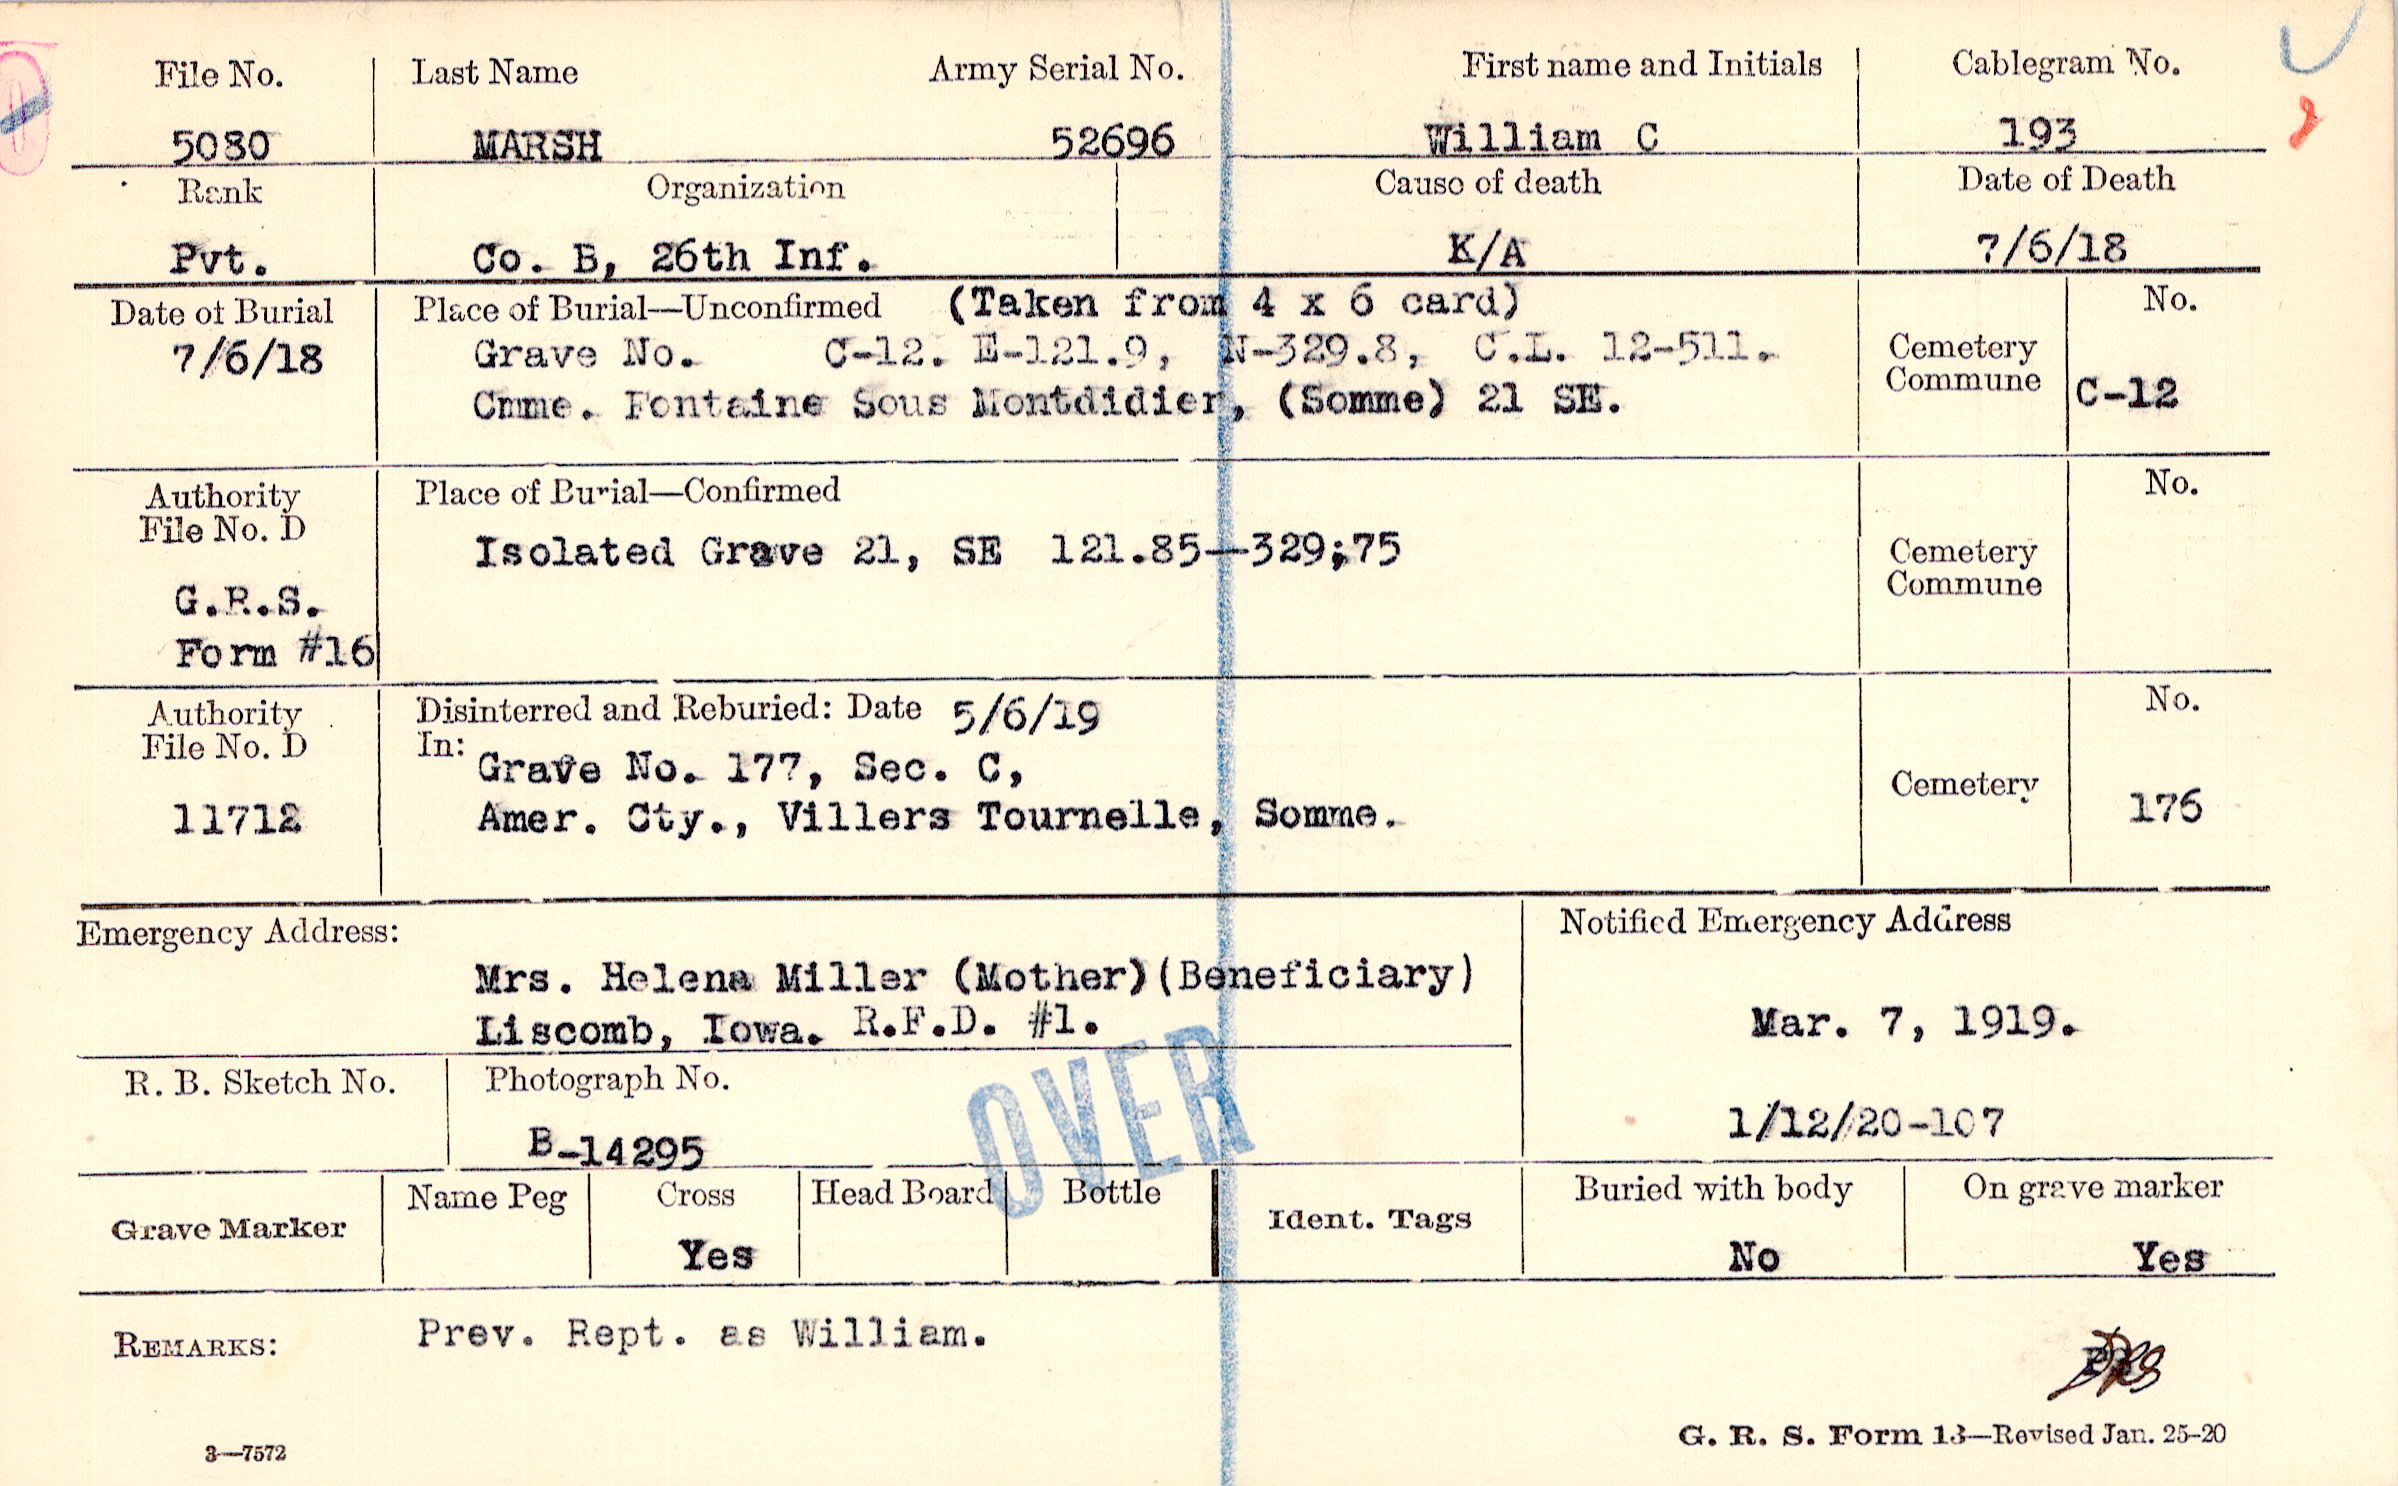 File No. Last Name Army Serial No. First name and Initials Cablegram No.
5080 MARSH 52696 William C 193
Rank Organization Cause of death Date of Death
Pvt. Co. B, 26th Inf. K/A 7/6/18
Date of Burial Place of Burial—Unconfirmed (Taken from 4 x 6 card) No.
7/6/18 Grave No. C-12. E-121.9, N-329.8, C.L. 12-511. Cemetery
Commune C-12
Cmme. Fontaine Sous Montdidier, (Somme) 21 SE.
Authority Place of Burial—Confirmed No.
File No. D
Isolated Grave 21, SE 121.85—329;75 Cemetery
Commune
G.R.S.
Form #16
Authority Disinterred and Reburied: Date 5/6/19 No.
File No. D In:
Grave No. 177, Sec. C, Cemetery
11712 Amer. Cty., Villers Tournelle, Somme. 176
Emergency Address: Notified Emergency Address
Mrs. Helena Miller (Mother)(Beneficiary)
Liscomb, Iowa. R.F.D. #1. Mar. 7, 1919.
R. B. Sketch No. Photograph No.
B-14295 1/12/20-107
OVER
Grave Marker Name Peg Cross Head Board Bottle Ident. Tags Buried with body On grave marker
Yes No Yes
REMARKS: Prev. Rept. as William.
3—7572 G. R. S. Form 13—Revised Jan. 25-20